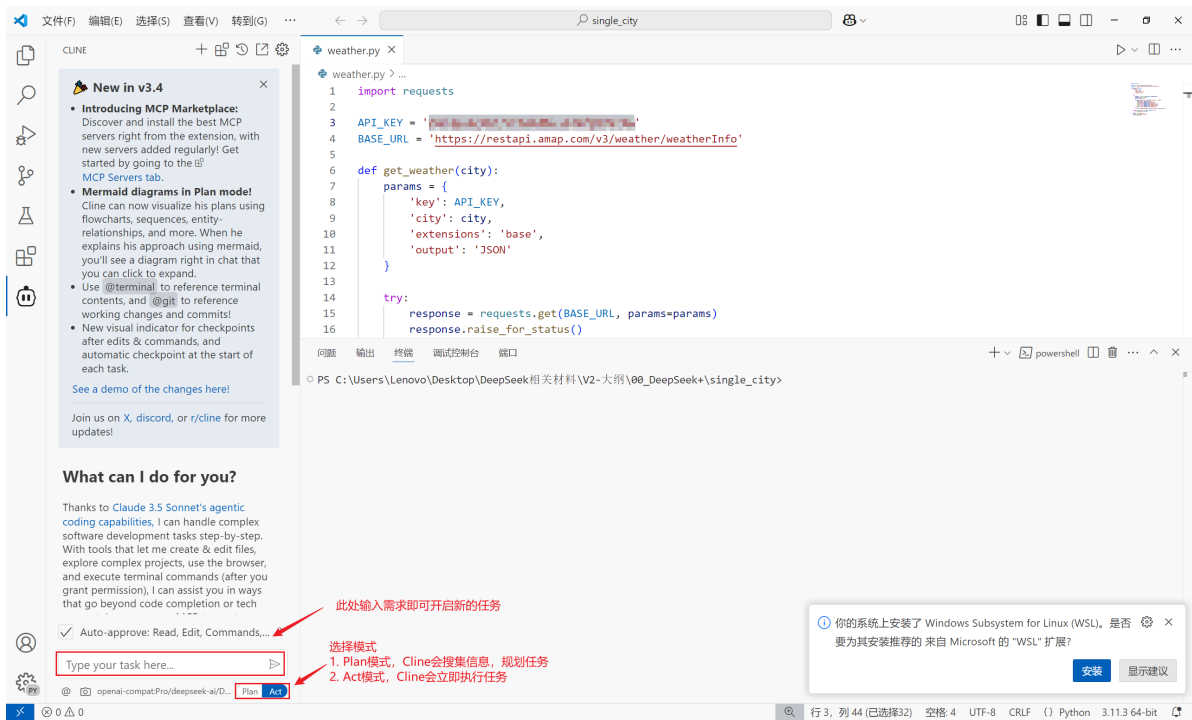 文件(F) 编辑(E) 选择(S) 查看(V) 转到(G) ··· single_city
CLINE
New in v3.4
• Introducing MCP Marketplace:
Discover and install the best MCP
servers right from the extension, with
new servers added regularly! Get
started by going to the
MCP Servers tab.
• Mermaid diagrams in Plan mode!
Cline can now visualize his plans using
flowcharts, sequences, entity-
relationships, and more. When he
explains his approach using mermaid,
you'll see a diagram right in chat that
you can click to expand.
• Use @terminal to reference terminal
contents, and @git to reference
working changes and commits!
• New visual indicator for checkpoints
after edits & commands, and
automatic checkpoint at the start of
each task.
See a demo of the changes here!
Join us on X, discord, or r/cline for more
updates!
What can I do for you?
Thanks to Claude 3.5 Sonnet's agentic
coding capabilities, I can handle complex
software development tasks step-by-step.
With tools that let me create & edit files,
explore complex projects, use the browser,
and execute terminal commands (after you
grant permission), I can assist you in ways
that go beyond code completion or tech
Auto-approve: Read, Edit, Commands,...
Type your task here...
@ openai-compat:Pro/deepseek-ai/D... Plan Act
weather.py
weather.py > ...
1 import requests
2
3 API_KEY = ' '
4 BASE_URL = 'https://restapi.amap.com/v3/weather/weatherInfo'
5
6 def get_weather(city):
7 params = {
8 'key': API_KEY,
9 'city': city,
10 'extensions': 'base',
11 'output': 'JSON'
12 }
13
14 try:
15 response = requests.get(BASE_URL, params=params)
16 response.raise_for_status()
问题 输出 终端 调试控制台 端口 powershell
PS C:\Users\Lenovo\Desktop\DeepSeek相关材料\V2-大纲\00_DeepSeek+\single_city>
此处输入需求即可开启新的任务
选择模式
1. Plan模式，Cline会搜集信息，规划任务
2. Act模式，Cline会立即执行任务
你的系统上安装了 Windows Subsystem for Linux (WSL)。是否
要为其安装推荐的 来自 Microsoft 的 "WSL" 扩展?
安装 显示建议
PY
0 0 行 3，列 44 (已选择32) 空格: 4 UTF-8 CRLF {} Python 3.11.3 64-bit